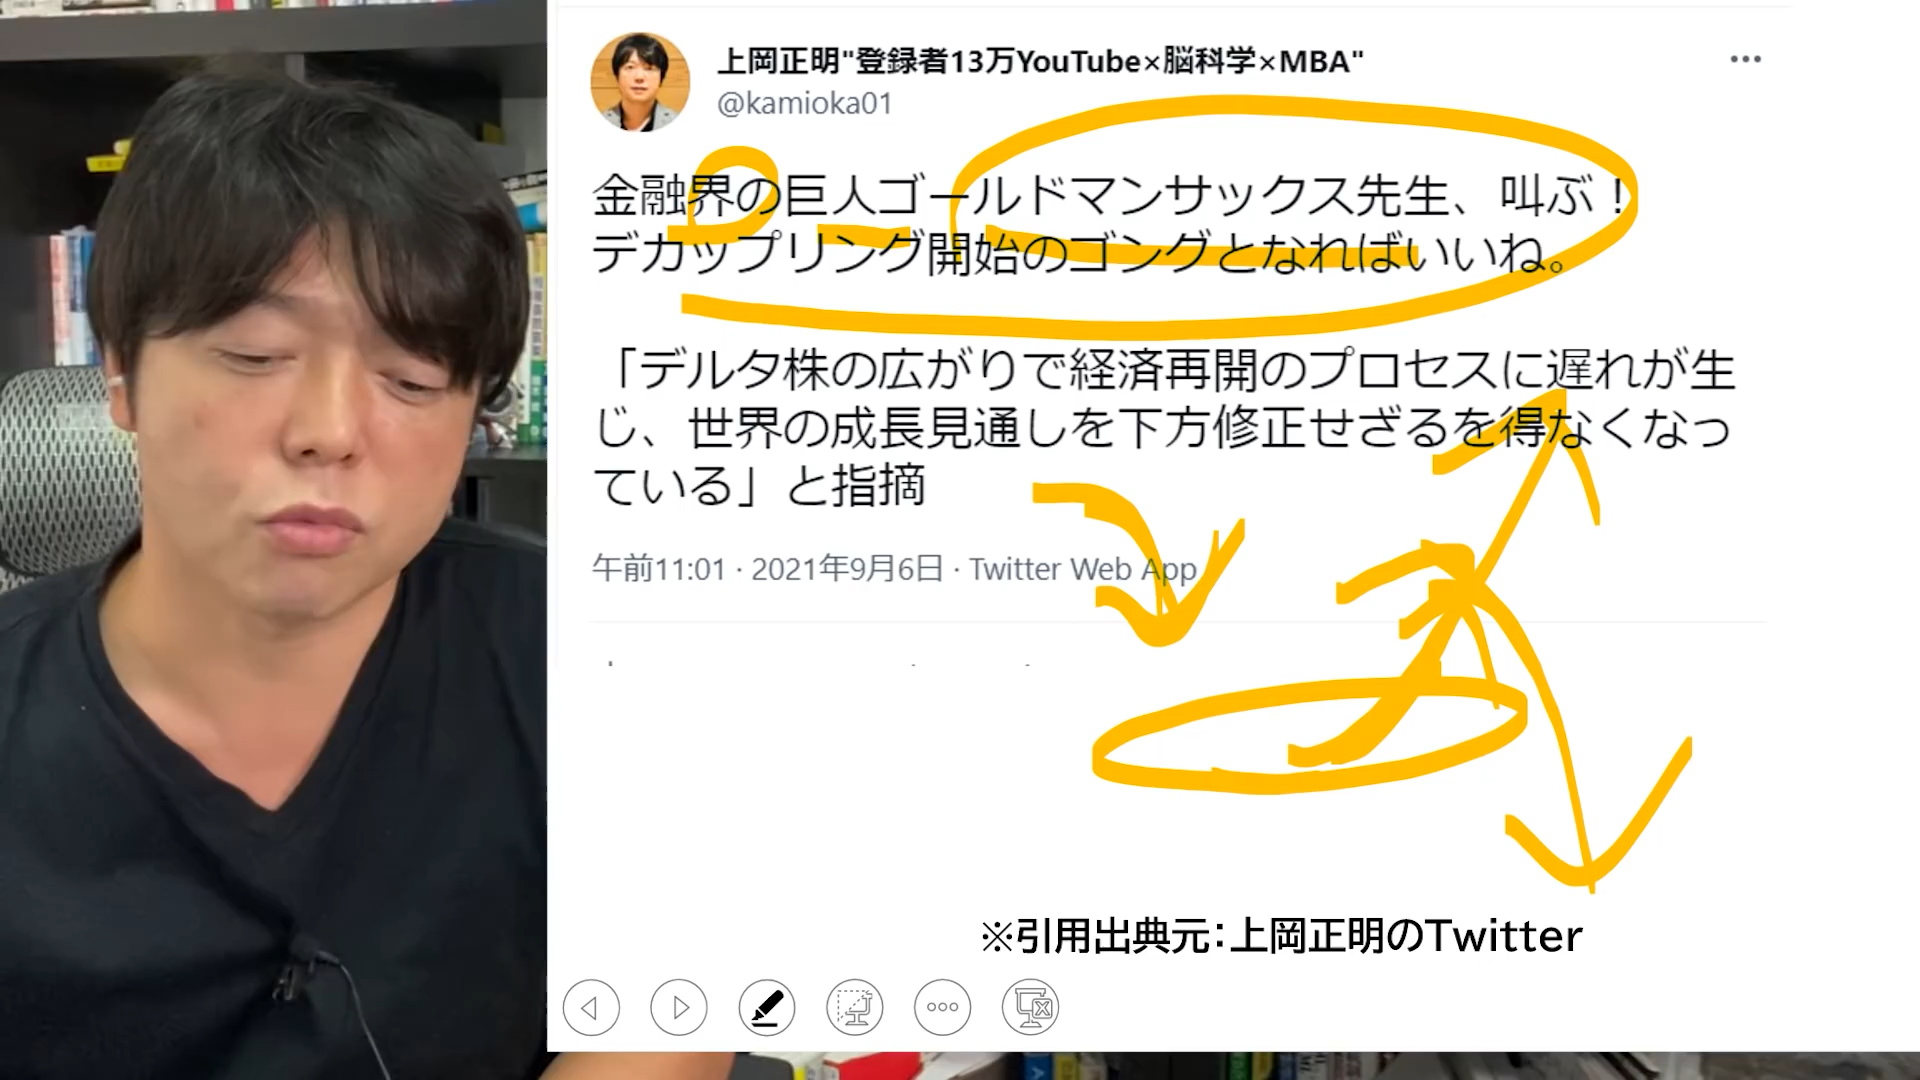 上岡正明"登録者13万YouTube×脳科学×MBA"
@kamioka01
金融界の巨人ゴールドマンサックス先生、叫ぶ！
デカップリング開始のゴングとなればいいね。
「デルタ株の広がりで経済再開のプロセスに遅れが生
じ、世界の成長見通しを下方修正せざるを得なくなっ
ている」と指摘
午前11:01 · 2021年9月6日 · Twitter Web App
※引用出典元：上岡正明のTwitter